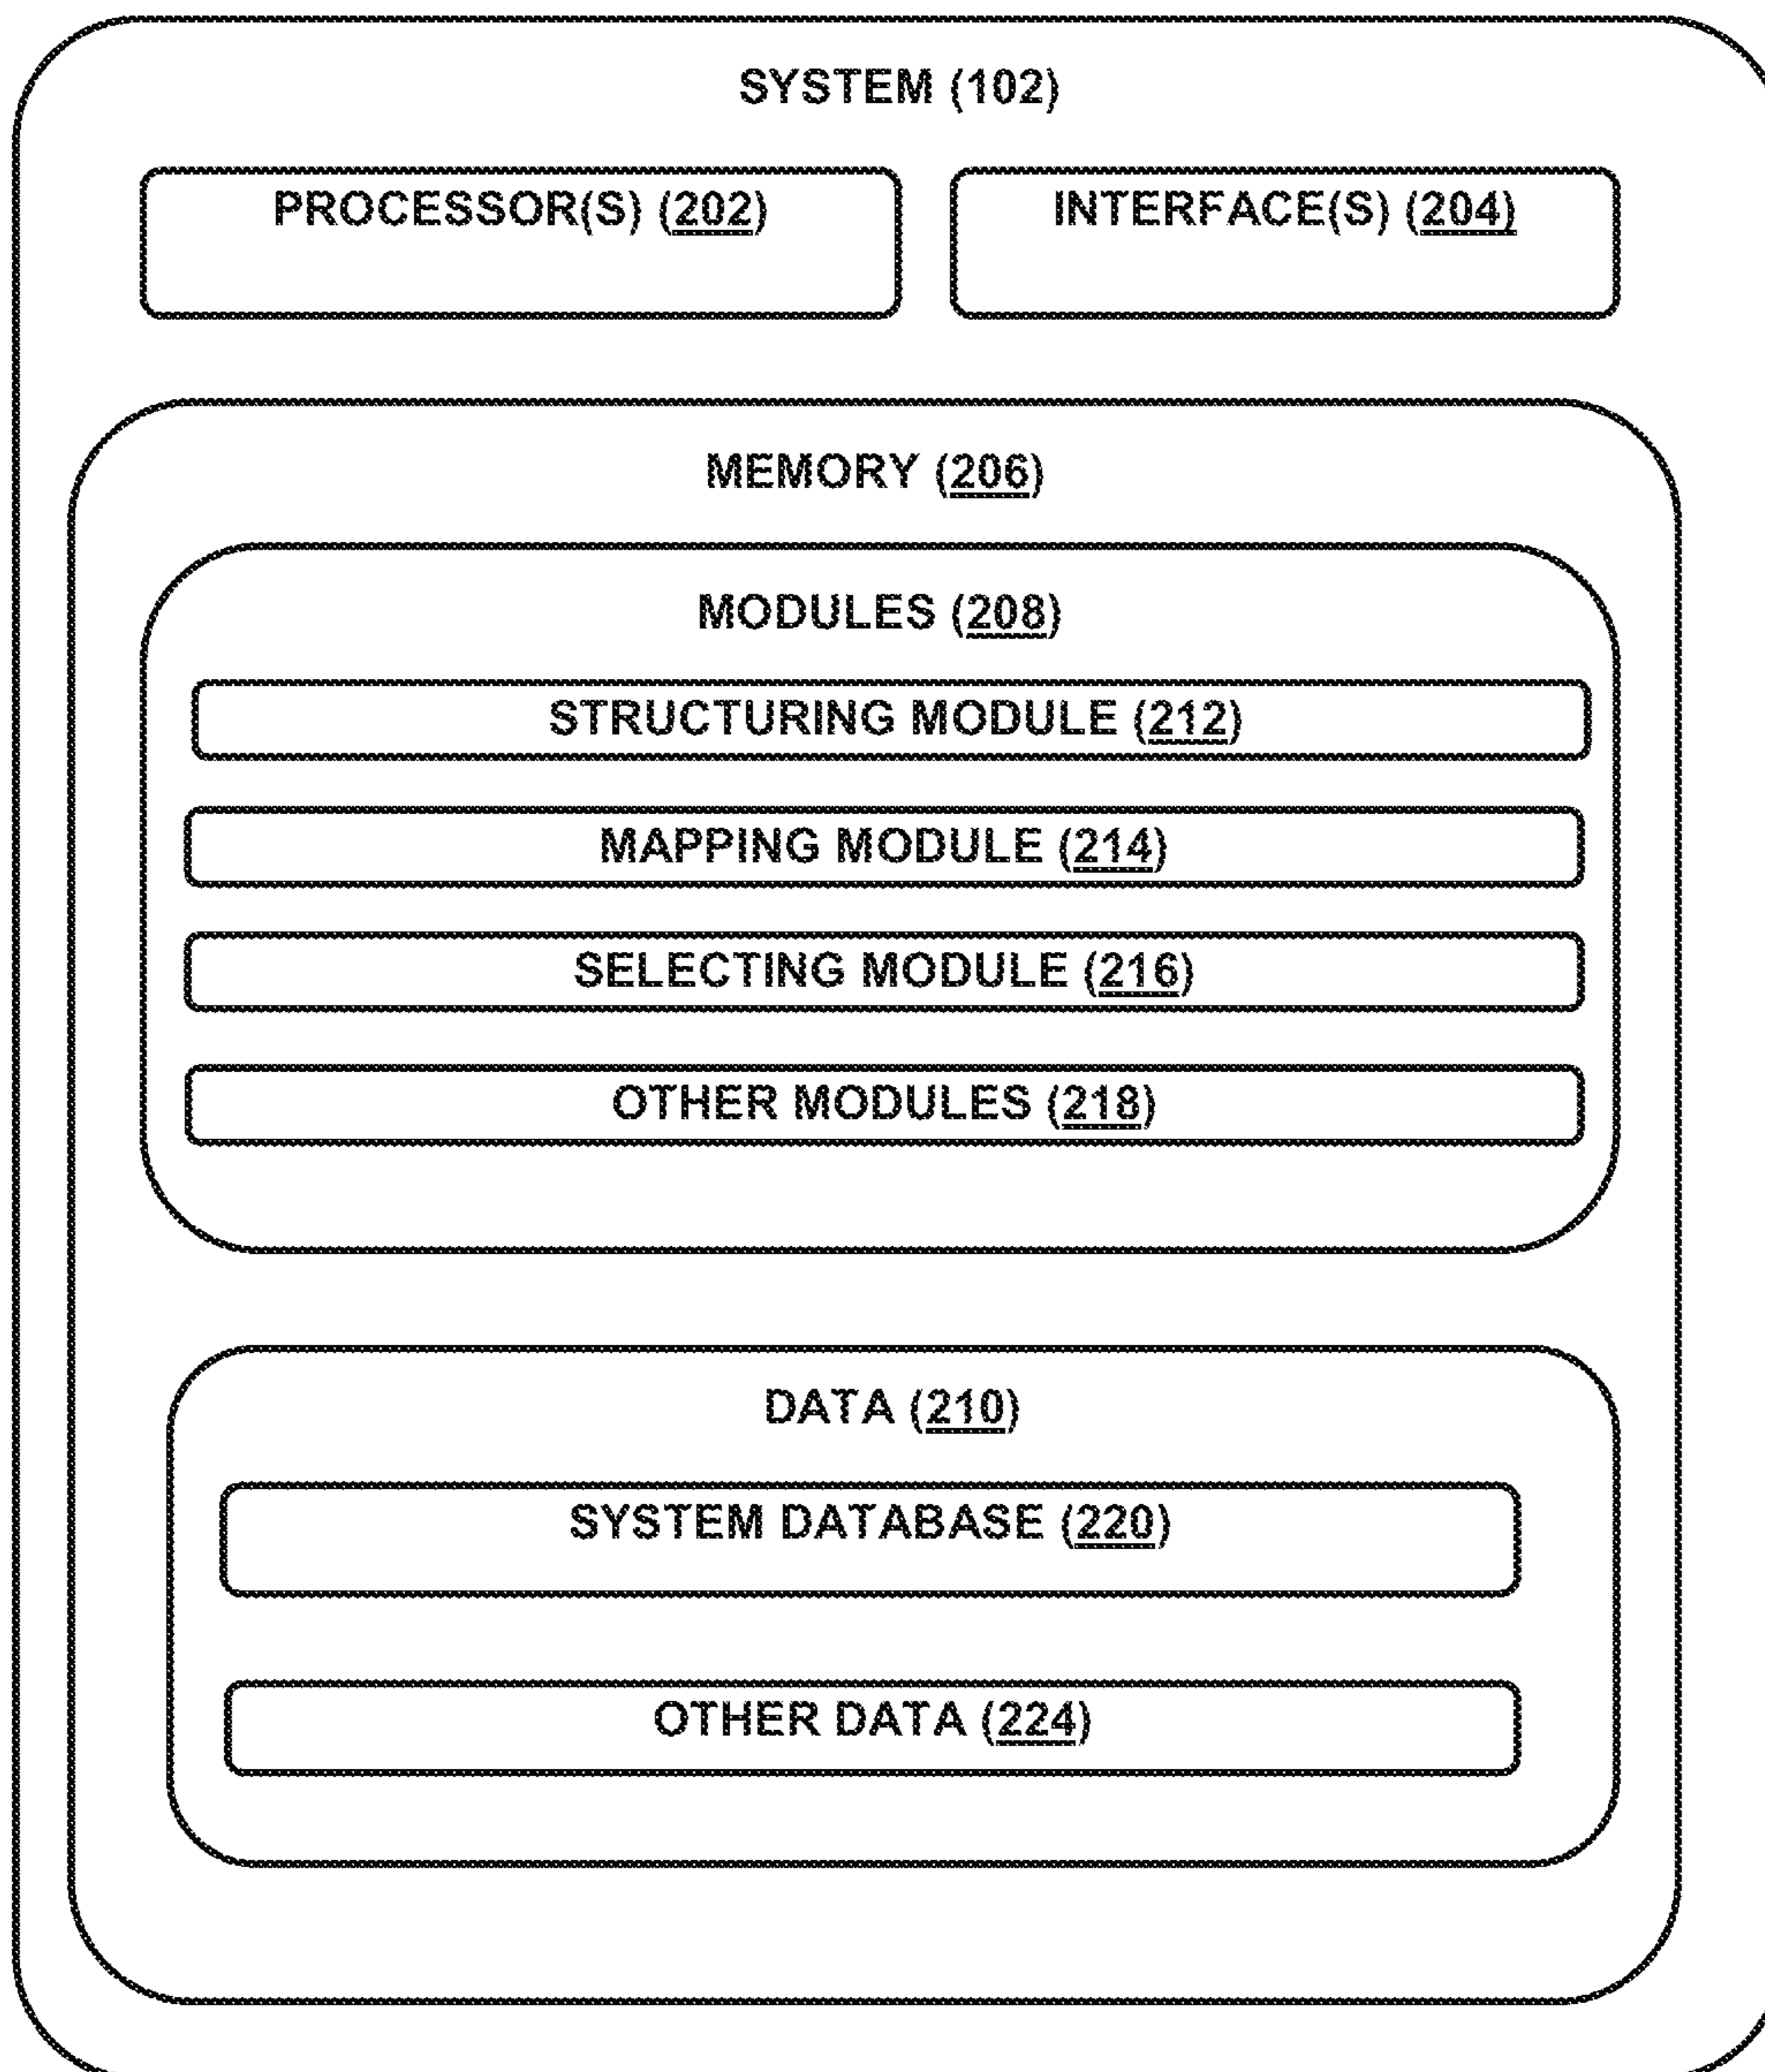 SYSTEM (102)
PROCESSOR(S) (202)
INTERFACE(S) (204)
MEMORY (206)
MODULES (208)
STRUCTURING MODULE (212)
MAPPING MODULE (214)
SELECTING MODULE (216)
OTHER MODULES (218)
DATA (210)
SYSTEM DATABASE (220)
OTHER DATA (224)